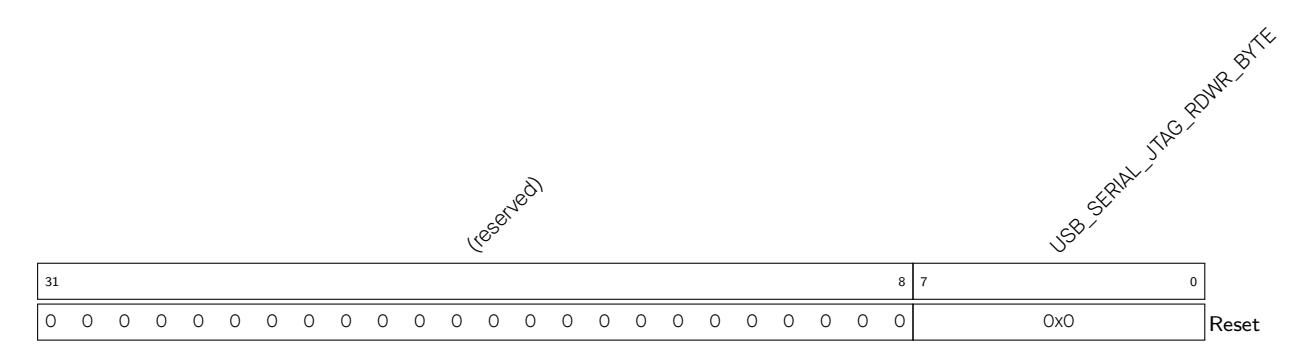 USB_SERIAL_JTAG_RDWR_BYTE
(reserved)
31 8 7 0
0 0 0 0 0 0 0 0 0 0 0 0 0 0 0 0 0 0 0 0 0 0 0 0 0x0 Reset